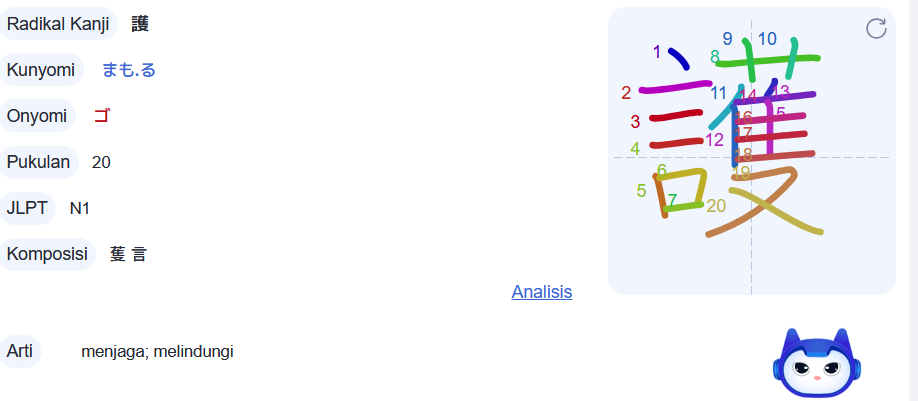 Radikal Kanji 護
Kunyomi まも.る
Onyomi ゴ
Pukulan 20
JLPT N1
Komposisi 蒦 言
Analisis
Arti menjaga; melindungi
1
2
3
4
5
6
7
8
9
10
11
12
13
14
5
16
17
18
19
20